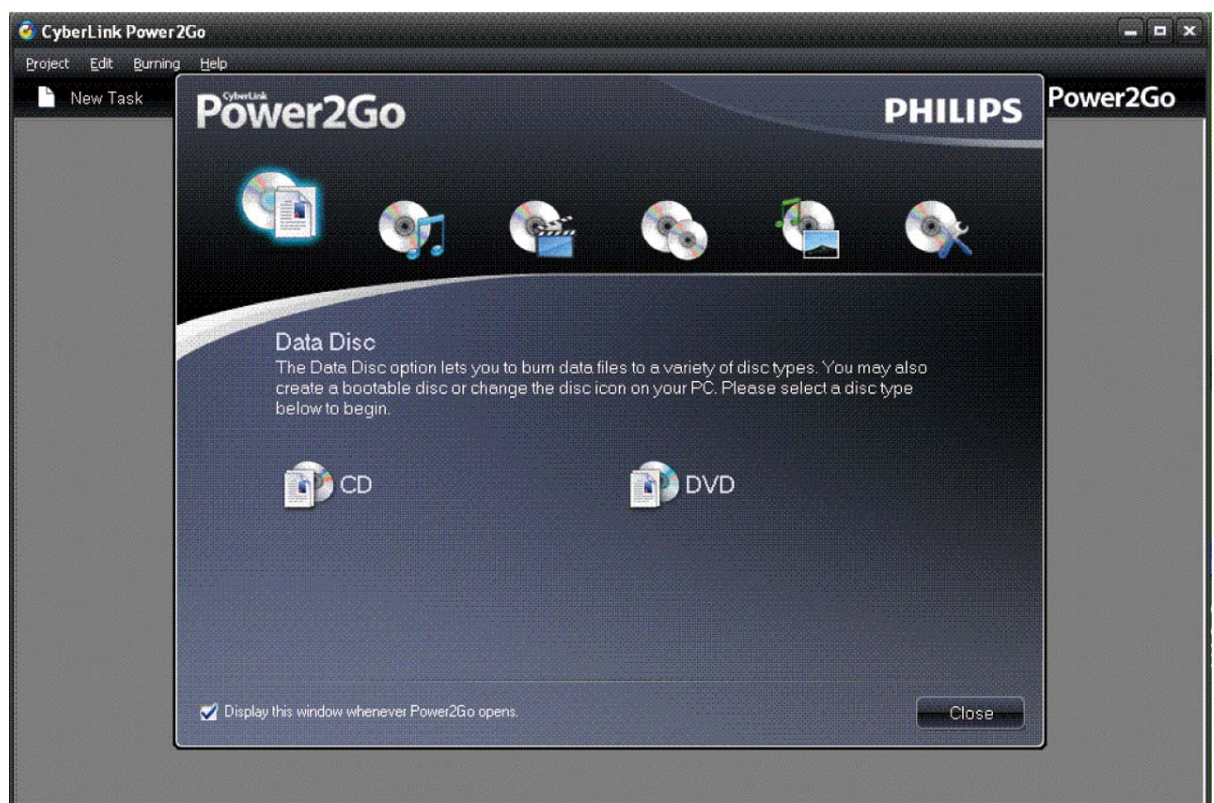 CyberLink Power2Go
Project Edit Burning Help
New Task
Power2Go
CyberLink
Power2Go
PHILIPS
Data Disc
The Data Disc option lets you to burn data files to a variety of disc types. You may also
create a bootable disc or change the disc icon on your PC. Please select a disc type
below to begin.
CD DVD
Display this window whenever Power2Go opens.
Close